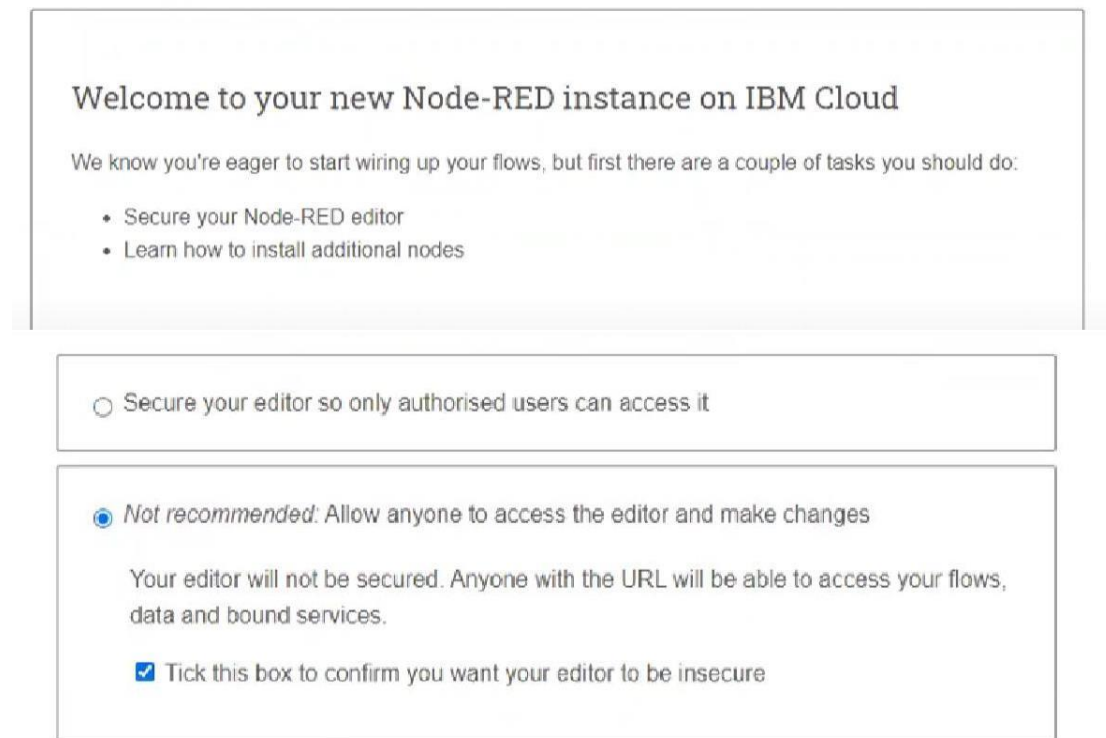 Welcome to your new Node-RED instance on IBM Cloud
We know you're eager to start wiring up your flows, but first there are a couple of tasks you should do:
Secure your Node-RED editor
Learn how to install additional nodes
Secure your editor so only authorised users can access it
Not recommended: Allow anyone to access the editor and make changes
Your editor will not be secured. Anyone with the URL will be able to access your flows,
data and bound services.
Tick this box to confirm you want your editor to be insecure